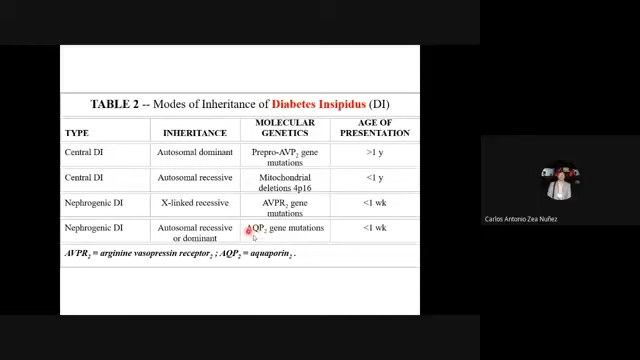 TABLE 2 -- Modes of Inheritance of Diabetes Insipidus (DI)
TYPE INHERITANCE MOLECULAR GENETICS AGE OF PRESENTATION
Central DI Autosomal dominant Prepro-AVP2 gene mutations >1 y
Central DI Autosomal recessive Mitochondrial deletions 4p16 <1 y
Nephrogenic DI X-linked recessive AVPR2 gene mutations <1 wk
Nephrogenic DI Autosomal recessive or dominant AQP2 gene mutations <1 wk
AVPR2 = arginine vasopressin receptor2 ; AQP2 = aquaporin2 .
Carlos Antonio Zea Nuñez